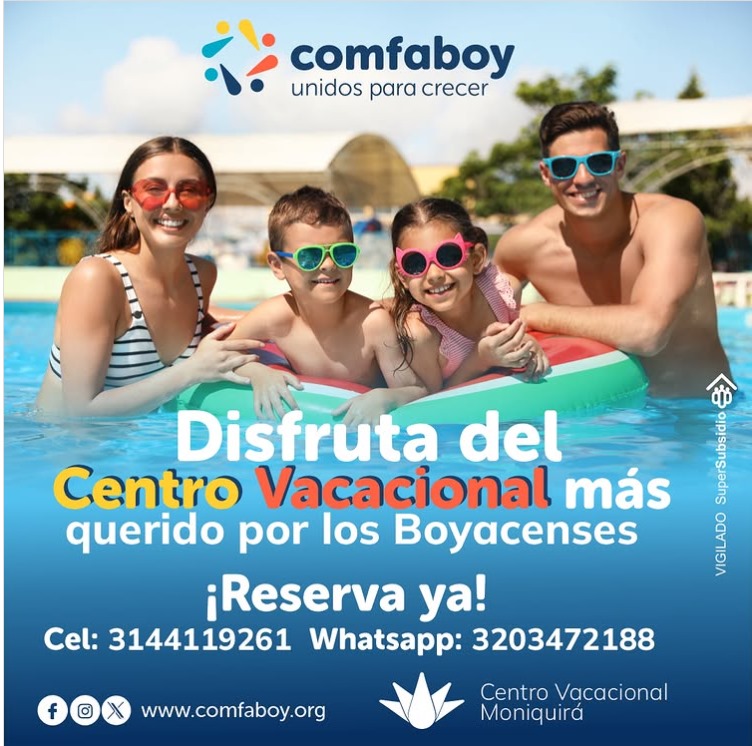 comfaboy
unidos para crecer
Disfruta del
Centro Vacacional más
querido por los Boyacenses
¡Reserva ya!
Cel: 3144119261 Whatsapp: 3203472188
www.comfaboy.org
Centro Vacacional
Moniquirá
VIGILADO SuperSubsidio